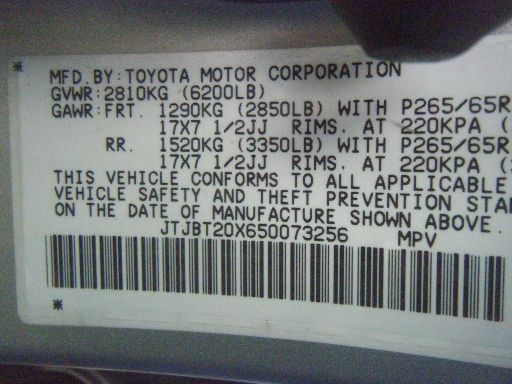 MFD.BY:TOYOTA MOTOR CORPORATION
GVWR:2810KG (6200LB)
GAWR:FRT. 1290KG (2850LB) WITH P265/65R
17X7 1/2JJ RIMS. AT 220KPA (
RR. 1520KG (3350LB) WITH P265/65R
17X7 1/2JJ RIMS. AT 220KPA (
THIS VEHICLE CONFORMS TO ALL APPLICABLE
VEHICLE SAFETY AND THEFT PREVENTION STA
ON THE DATE OF MANUFACTURE SHOWN ABOVE.
JTJBT20X650073256 MPV